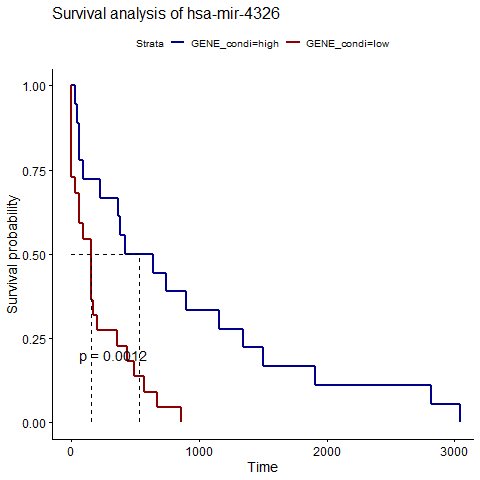 Survival analysis of hsa-mir-4326
Strata GENE_condi=high GENE_condi=low
Survival probability
1.00
0.75
0.50
0.25
0.00
p = 0.0012
0 1000 2000 3000
Time